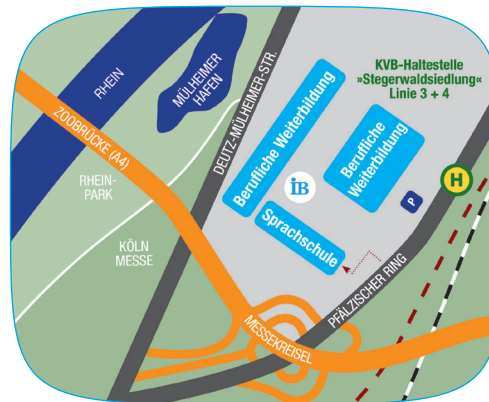 RHEIN
MÜLHEIMER
HAFEN
DEUTZ-MÜLHEIMER-STR.
KVB-Haltestelle
»Stegerwaldsiedlung«
Linie 3 + 4
ZOOBRÜCKE (A4)
Berufliche Weiterbildung
Berufliche
Weiterbildung
H
RHEIN-
PARK
IB
P
Sprachschule
KÖLN
MESSE
PFÄLZISCHER RING
MESSEKREISEL